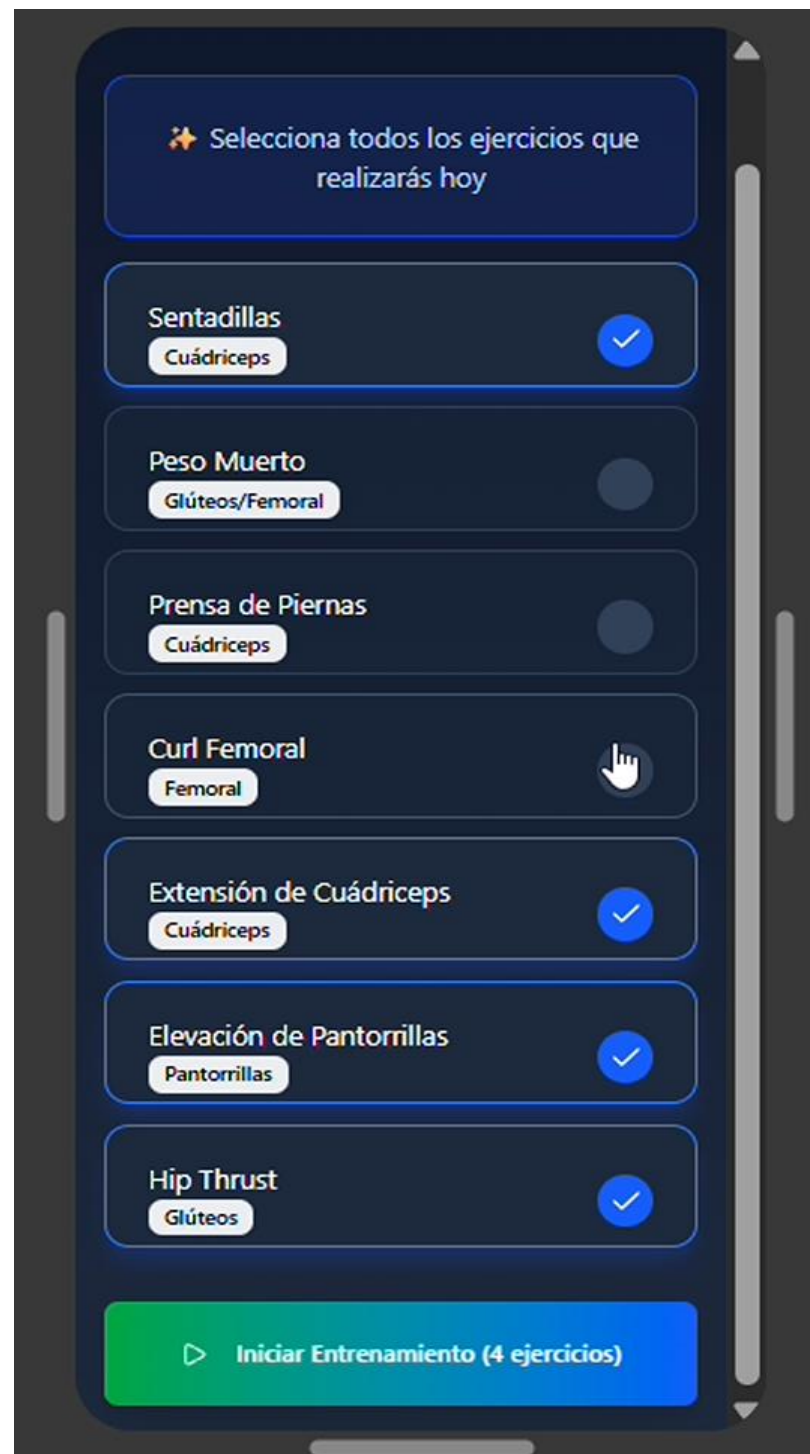 ✨ Selecciona todos los ejercicios que
realizarás hoy
Sentadillas
Cuádriceps
Peso Muerto
Glúteos/Femoral
Prensa de Piernas
Cuádriceps
Curl Femoral
Femoral
Extensión de Cuádriceps
Cuádriceps
Elevación de Pantorrillas
Pantorrillas
Hip Thrust
Glúteos
Iniciar Entrenamiento (4 ejercicios)